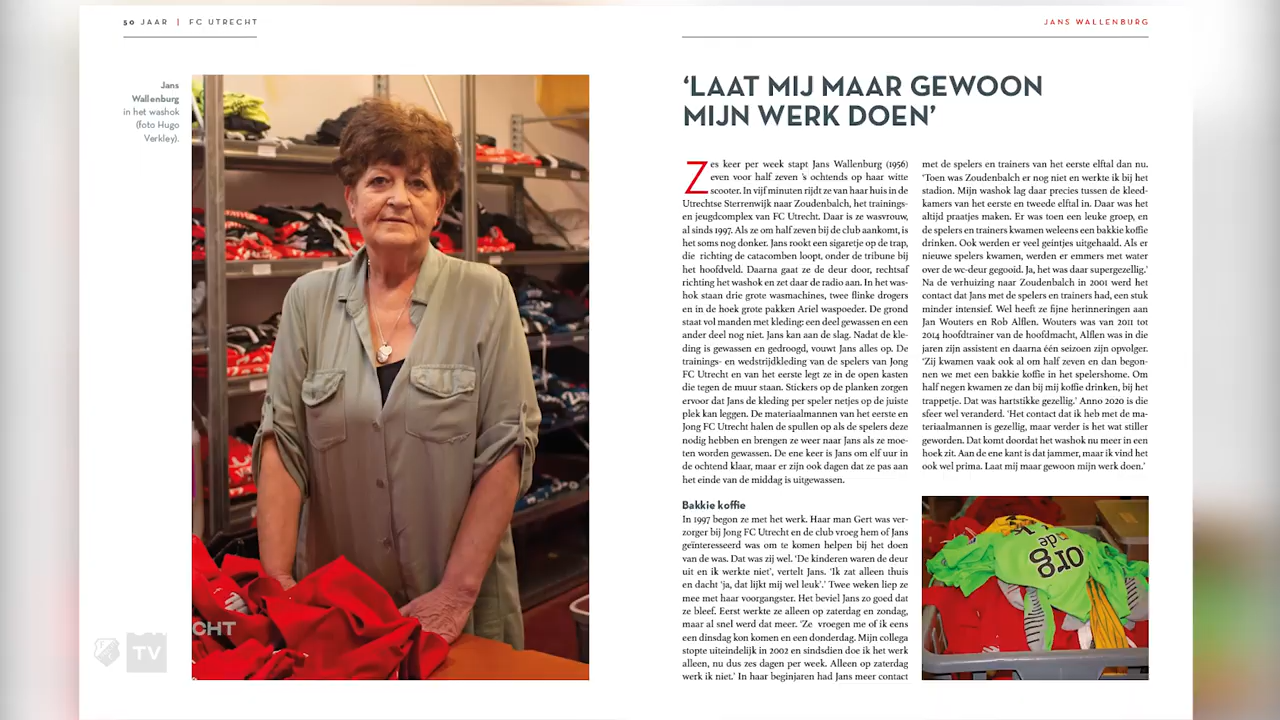 50 JAAR | FC UTRECHT
JANS WALLENBURG
Jans
Wallenburg
in het washok
(foto Hugo
Verkley).
‘LAAT MIJ MAAR GEWOON
MIJN WERK DOEN’
Zes keer per week stapt Jans Wallenburg (1956)
even voor half zeven ’s ochtends op haar witte
scooter. In vijf minuten rijdt ze van haar huis in de
Utrechtse Sterrenwijk naar Zoudenbalch, het trainings-
en jeugdcomplex van FC Utrecht. Daar is ze wasvrouw,
al sinds 1997. Als ze om half zeven bij de club aankomt, is
het soms nog donker. Jans rookt een sigaretje op de trap,
die richting de catacomben loopt, onder de tribune bij
het hoofdveld. Daarna gaat ze de deur door, rechtsaf
richting het washok en zet daar de radio aan. In het was-
hok staan drie grote wasmachines, twee flinke drogers
en in de hoek grote pakken Ariel waspoeder. De grond
staat vol manden met kleding: een deel gewassen en een
ander deel nog niet. Jans kan aan de slag. Nadat de kle-
ding is gewassen en gedroogd, vouwt Jans alles op. De
trainings- en wedstrijdkleding van de spelers van Jong
FC Utrecht en van het eerste legt ze in de open kasten
die tegen de muur staan. Stickers op de planken zorgen
ervoor dat Jans de kleding per speler netjes op de juiste
plek kan leggen. De materiaalmannen van het eerste en
Jong FC Utrecht halen de spullen op als de spelers deze
nodig hebben en brengen ze weer naar Jans als ze moe-
ten worden gewassen. De ene keer is Jans om elf uur in
de ochtend klaar, maar er zijn ook dagen dat ze pas aan
het einde van de middag is uitgewassen.
Bakkie koffie
In 1997 begon ze met het werk. Haar man Gert was ver-
zorger bij Jong FC Utrecht en de club vroeg hem of Jans
geïnteresseerd was om te komen helpen bij het doen
van de was. Dat was zij wel. ‘De kinderen waren de deur
uit en ik werkte niet’, vertelt Jans. ‘Ik zat alleen thuis
en dacht ‘ja, dat lijkt mij wel leuk’.’ Twee weken liep ze
mee met haar voorgangster. Het beviel Jans zo goed dat
ze bleef. Eerst werkte ze alleen op zaterdag en zondag,
maar al snel werd dat meer. ‘Ze vroegen me of ik eens
een dinsdag kon komen en een donderdag. Mijn collega
stopte uiteindelijk in 2002 en sindsdien doe ik het werk
alleen, nu dus zes dagen per week. Alleen op zaterdag
werk ik niet.’ In haar beginjaren had Jans meer contact
met de spelers en trainers van het eerste elftal dan nu.
‘Toen was Zoudenbalch er nog niet en werkte ik bij het
stadion. Mijn washok lag daar precies tussen de kleed-
kamers van het eerste en tweede elftal in. Daar was het
altijd praatjes maken. Er was toen een leuke groep, en
de spelers en trainers kwamen weleens een bakkie koffie
drinken. Ook werden er veel geintjes uitgehaald. Als er
nieuwe spelers kwamen, werden er emmers met water
over de wc-deur gegooid. Ja, het was daar supergezellig.’
Na de verhuizing naar Zoudenbalch in 2001 werd het
contact dat Jans met de spelers en trainers had, een stuk
minder intensief. Wel heeft ze fijne herinneringen aan
Jan Wouters en Rob Alflen. Wouters was van 2011 tot
2014 hoofdtrainer van de hoofdmacht, Alflen was in die
jaren zijn assistent en daarna één seizoen zijn opvolger.
‘Zij kwamen vaak ook al om half zeven en dan begon-
nen we met een bakkie koffie in het spelershome. Om
half negen kwamen ze dan bij mij koffie drinken, bij het
trappetje. Dat was hartstikke gezellig.’ Anno 2020 is die
sfeer wel veranderd. ‘Het contact dat ik heb met de ma-
teriaalmannen is gezellig, maar verder is het wat stiller
geworden. Dat komt doordat het washok nu meer in een
hoek zit. Aan de ene kant is dat jammer, maar ik vind het
ook wel prima. Laat mij maar gewoon mijn werk doen.’
org
de
CHT
TV